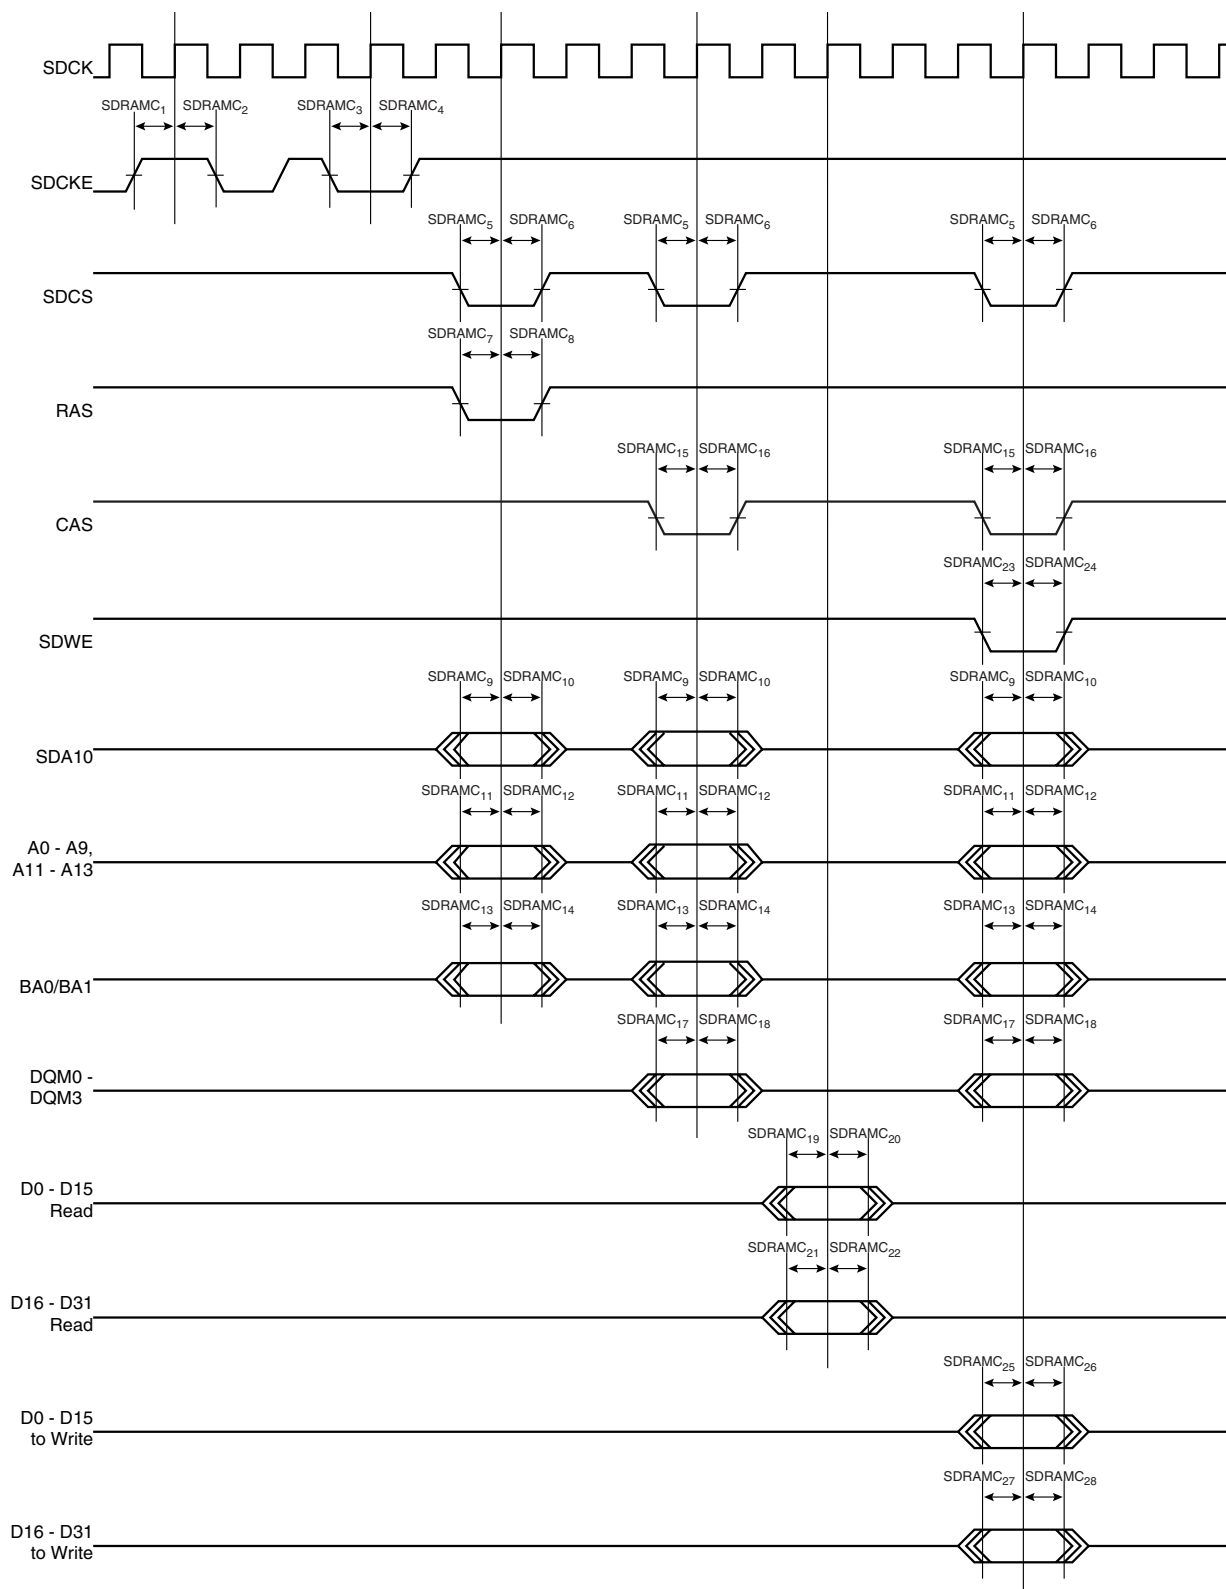 SDCK
SDRAMC1 SDRAMC2 SDRAMC3 SDRAMC4
SDCKE
SDRAMC5 SDRAMC6 SDRAMC5 SDRAMC6 SDRAMC5 SDRAMC6
SDCS
SDRAMC7 SDRAMC8
RAS
SDRAMC15 SDRAMC16 SDRAMC15 SDRAMC16
CAS
SDRAMC23 SDRAMC24
SDWE
SDRAMC9 SDRAMC10 SDRAMC9 SDRAMC10 SDRAMC9 SDRAMC10
SDA10
SDRAMC11 SDRAMC12 SDRAMC11 SDRAMC12 SDRAMC11 SDRAMC12
A0 - A9,
A11 - A13
SDRAMC13 SDRAMC14 SDRAMC13 SDRAMC14 SDRAMC13 SDRAMC14
BA0/BA1
SDRAMC17 SDRAMC18 SDRAMC17 SDRAMC18
DQM0 -
DQM3
SDRAMC19 SDRAMC20
D0 - D15
Read
SDRAMC21 SDRAMC22
D16 - D31
Read
SDRAMC25 SDRAMC26
D0 - D15
to Write
SDRAMC27 SDRAMC28
D16 - D31
to Write